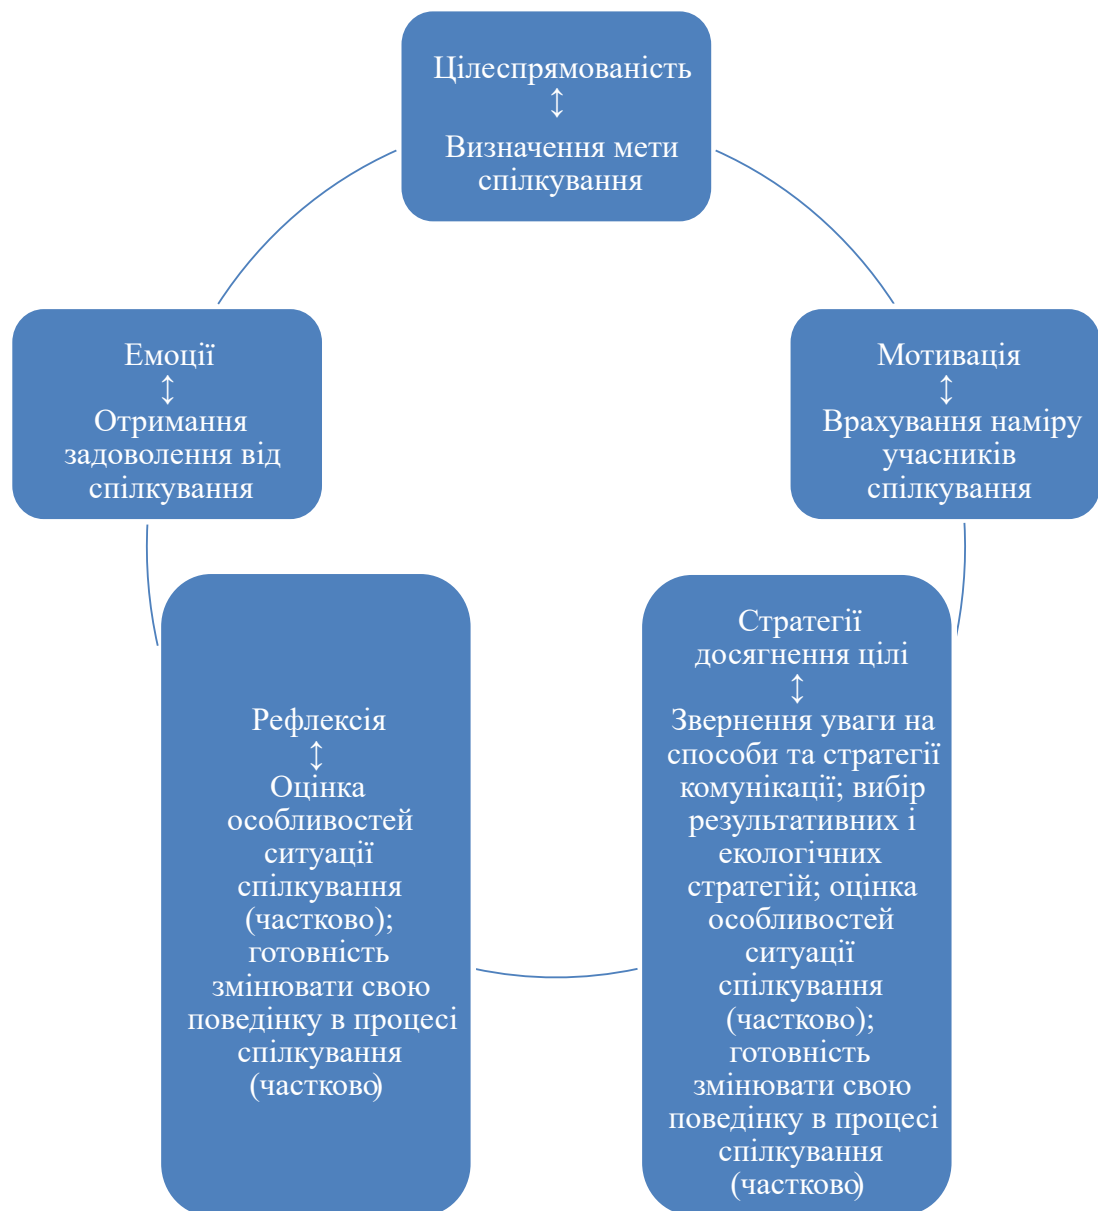 Цілеспрямованість
↕
Визначення мети
спілкування
Емоції
↕
Отримання
задоволення від
спілкування
Мотивація
↕
Врахування наміру
учасників
спілкування
Рефлексія
↕
Оцінка
особливостей
ситуації
спілкування
(частково);
готовність
змінювати свою
поведінку в процесі
спілкування
(частково)
Стратегії
досягнення цілі
↕
Звернення уваги на
способи та стратегії
комунікації; вибір
результативних і
екологічних
стратегій; оцінка
особливостей
ситуації
спілкування
(частково);
готовність
змінювати свою
поведінку в процесі
спілкування
(частково)